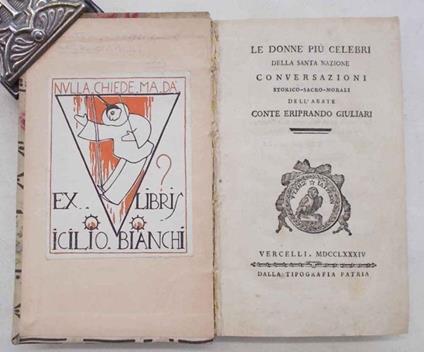 NVLLA CHIEDE, MA DA'
?
EX.. LIBRIS
ICILIO. BIANCHI
LE DONNE PIÙ CELEBRI
DELLA SANTA NAZIONE
CONVERSAZIONI
STORICO-SACRO-MORALI
DELL'ABATE
CONTE ERIPRANDO GIULIARI
VERCELLI. MDCCLXXXIV
DALLA TIPOGRAFIA PATRIA